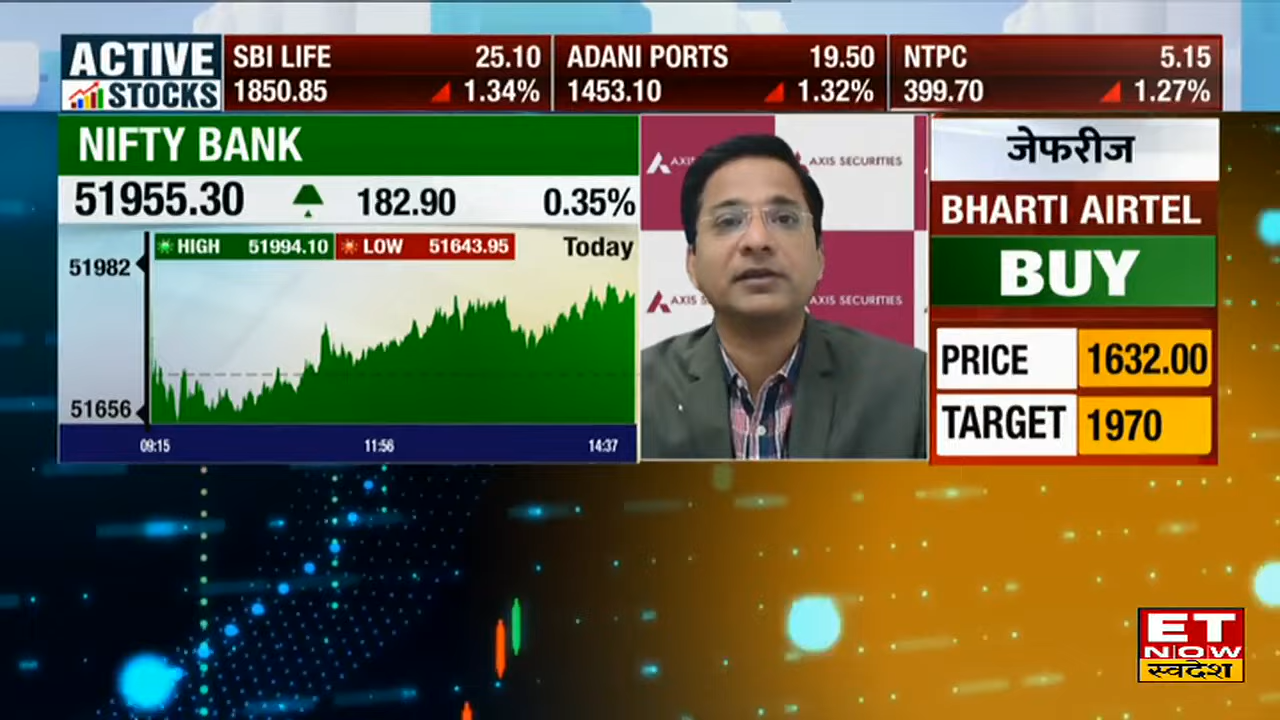 ACTIVE STOCKS
SBI LIFE 25.10
1850.85 1.34%
ADANI PORTS 19.50
1453.10 1.32%
NTPC 5.15
399.70 1.27%
NIFTY BANK
51955.30 182.90 0.35%
HIGH 51994.10 LOW 51643.95 Today
51982
51656
09:15 11:56 14:37
AXIS SECURITIES
AXIS SECURITIES
जेफरीज
BHARTI AIRTEL
BUY
PRICE 1632.00
TARGET 1970
ET
NOW
स्वदेश